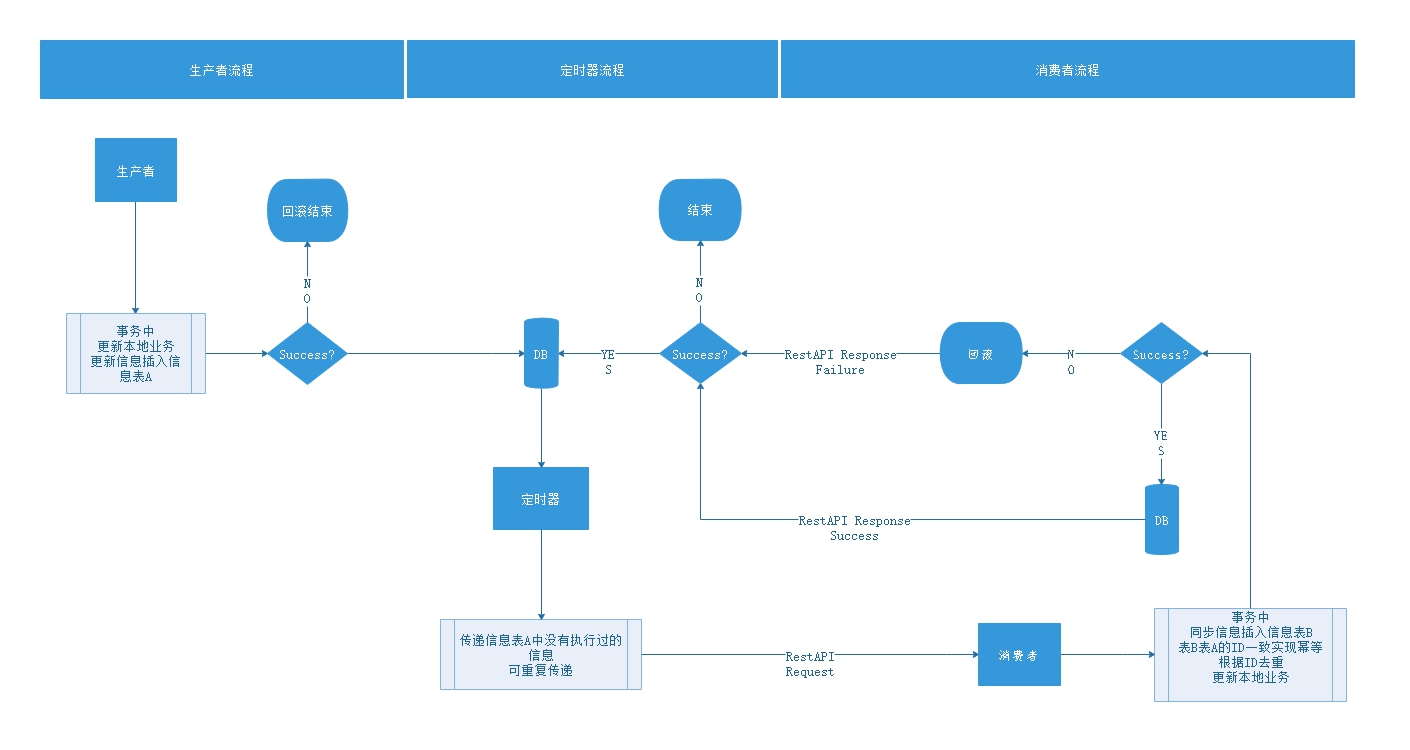 生产者流程
定时器流程
消费者流程
生产者
回滚结束
结束
N
O
N
O
事务中
更新本地业务
更新信息插入信
息表A
Success?
DB
YE
S
Success?
RestAPI Response
Failure
回滚
N
O
Success?
YE
S
定时器
RestAPI Response
Success
DB
传递信息表A中没有执行过的
信息
可重复传递
RestAPI
Request
消费者
事务中
同步信息插入信息表B
表B表A的ID一致实现幂等
根据ID去重
更新本地业务